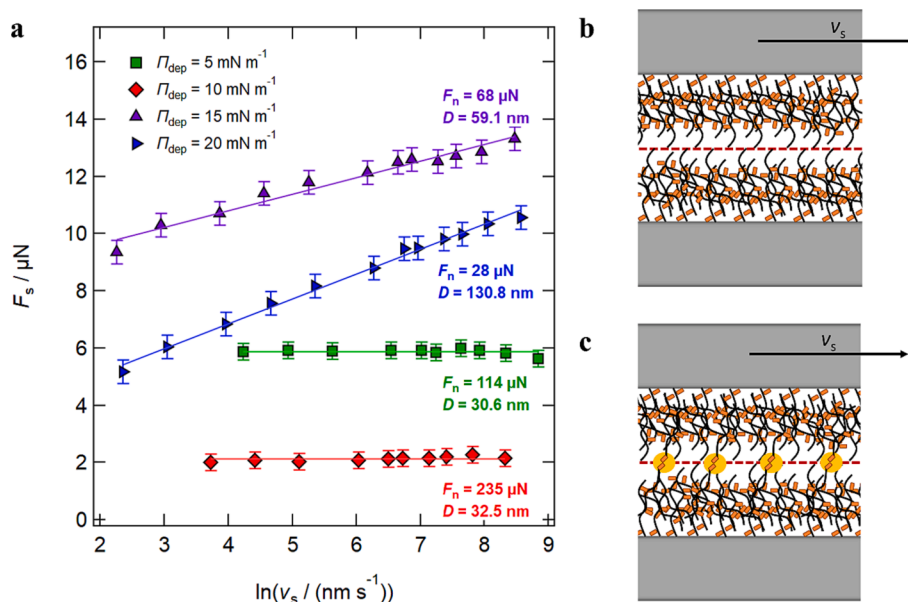 a
16
14
12
10
8
6
4
2
0
F_s / µN
Π_dep = 5 mN m⁻¹
Π_dep = 10 mN m⁻¹
Π_dep = 15 mN m⁻¹
Π_dep = 20 mN m⁻¹
F_n = 68 µN
D = 59.1 nm
F_n = 28 µN
D = 130.8 nm
F_n = 114 µN
D = 30.6 nm
F_n = 235 µN
D = 32.5 nm
2 3 4 5 6 7 8 9
ln(v_s / (nm s⁻¹))
b
v_s
c
v_s